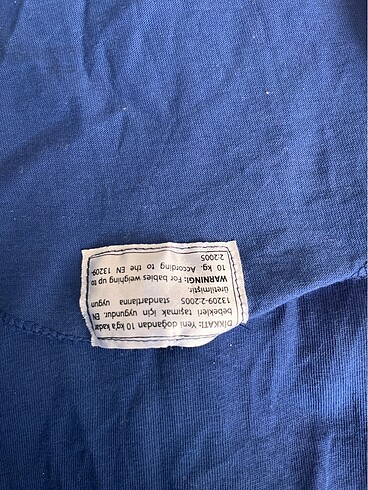 DİKKAT!: Yeni doğandan 10 kg'a kadar
bebekleri taşımak için uygundur. EN
13209-2:2005 standartlarına uygun
üretilmiştir.
WARNING!: For babies weighing up to
10 kg. According to the EN 13209-
2:2005